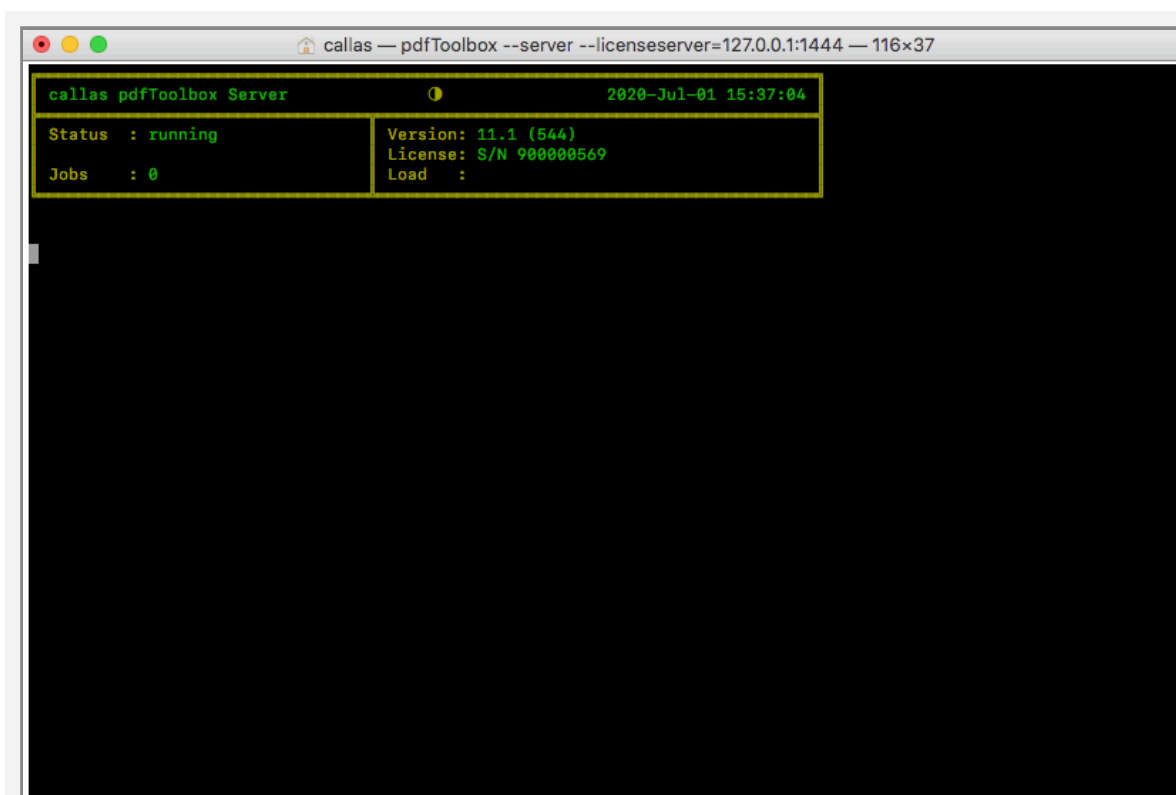 callas — pdfToolbox --server --licenseserver=127.0.0.1:1444 — 116×37
callas pdfToolbox Server 2020-Jul-01 15:37:04
Status : running
Jobs : 0
Version: 11.1 (544)
License: S/N 900000569
Load :